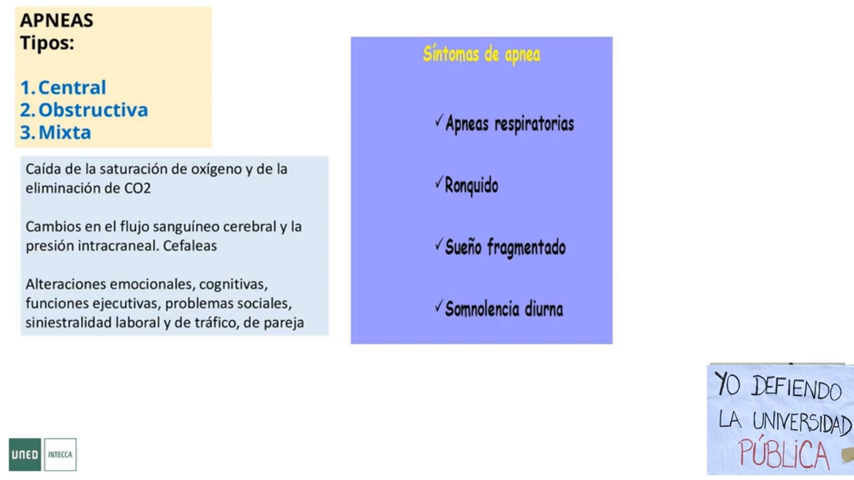 APNEAS
Tipos:
1. Central
2. Obstructiva
3. Mixta
Caída de la saturación de oxígeno y de la
eliminación de CO2
Cambios en el flujo sanguíneo cerebral y la
presión intracraneal. Cefaleas
Alteraciones emocionales, cognitivas,
funciones ejecutivas, problemas sociales,
siniestralidad laboral y de tráfico, de pareja
Síntomas de apnea
✓Apneas respiratorias
✓Ronquido
✓Sueño fragmentado
✓Somnolencia diurna
YO DEFIENDO
LA UNIVERSIDAD
PÚBLICA
UNED INTECCA